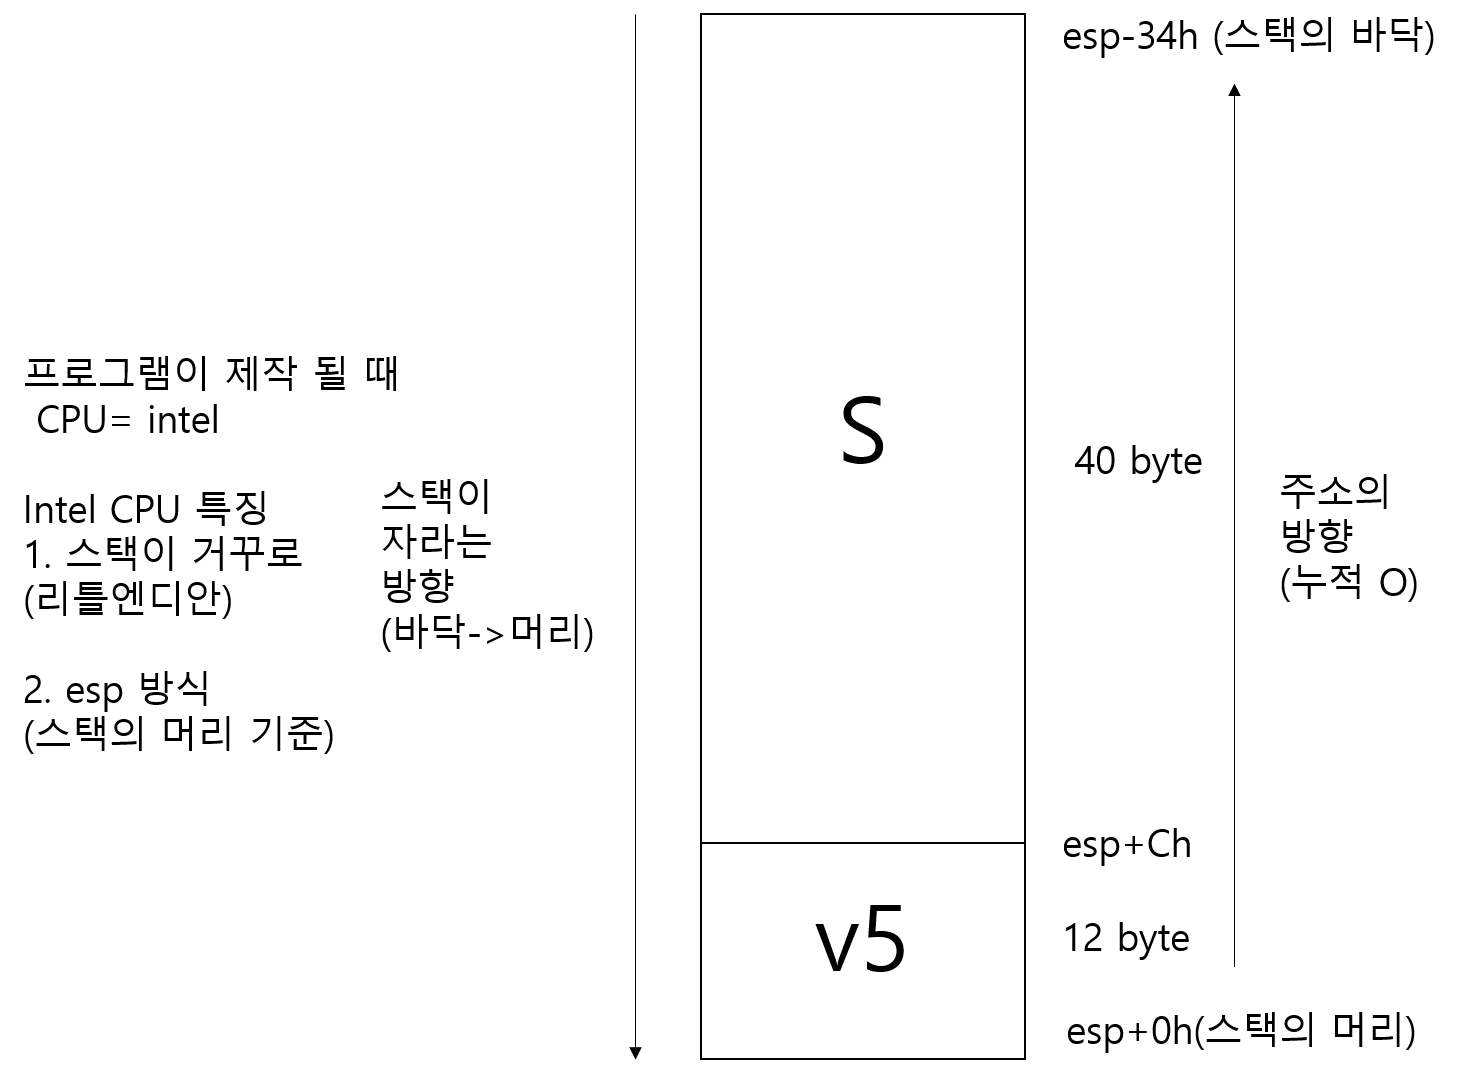 esp-34h (스택의 바닥)
프로그램이 제작 될 때
CPU= intel
Intel CPU 특징
1. 스택이 거꾸로
(리틀엔디안)
2. esp 방식
(스택의 머리 기준)
스택이
자라는
방향
(바닥->머리)
S
40 byte
주소의
방향
(누적 O)
esp+Ch
v5
12 byte
esp+0h(스택의 머리)